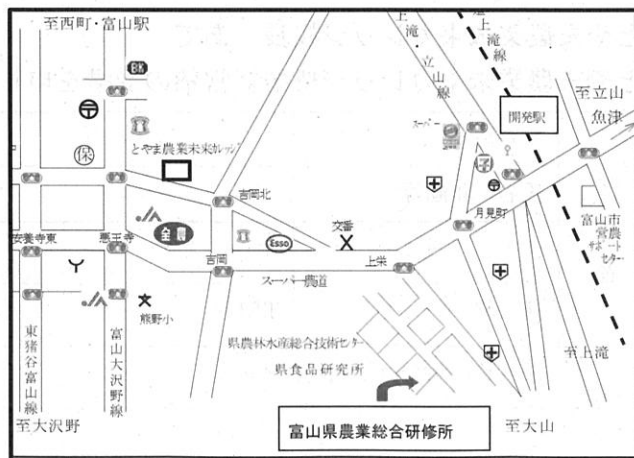 至西町・富山駅
BK
上滝・立山線
上滝線
開発駅
至立山
魚津
スーパー
保
とやま農業未来カレッジ
吉岡北
月見町
富山市
営農
サポート
センター
安養寺東
悪王寺
JA
全農
Esso
交番
吉岡
スーパー農道
上栄
JA
熊野小
東猪谷富山線
富山大沢野線
県農林水産総合技術センター
県食品研究所
至上滝
至大沢野
富山県農業総合研修所
至大山